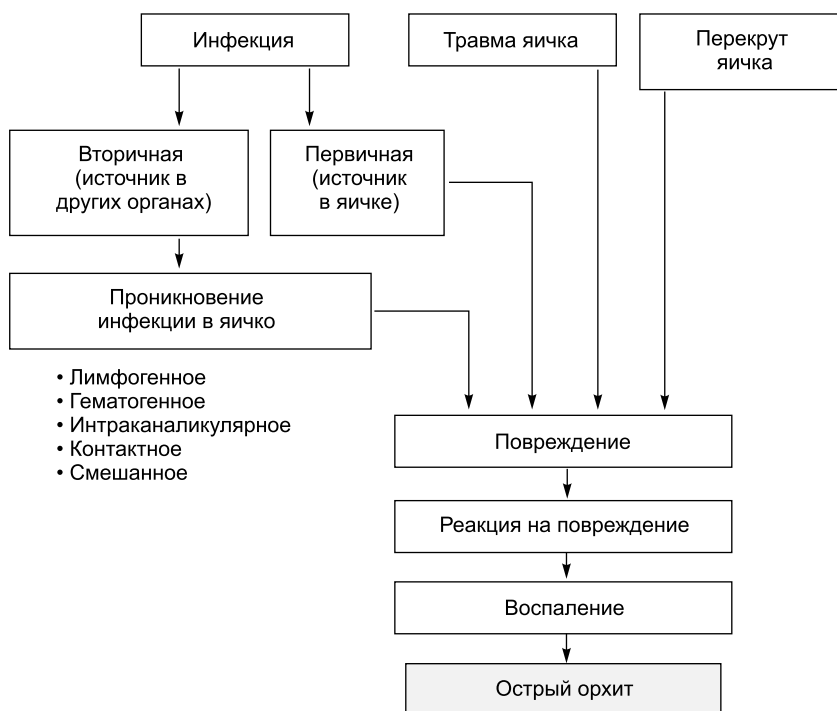 Инфекция
Травма яичка
Перекрут
яичка
Вторичная
(источник в
других органах)
Первичная
(источник
в яичке)
Проникновение
инфекции в яичко
• Лимфогенное
• Гематогенное
• Интраканаликулярное
• Контактное
• Смешанное
Повреждение
Реакция на повреждение
Воспаление
Острый орхит